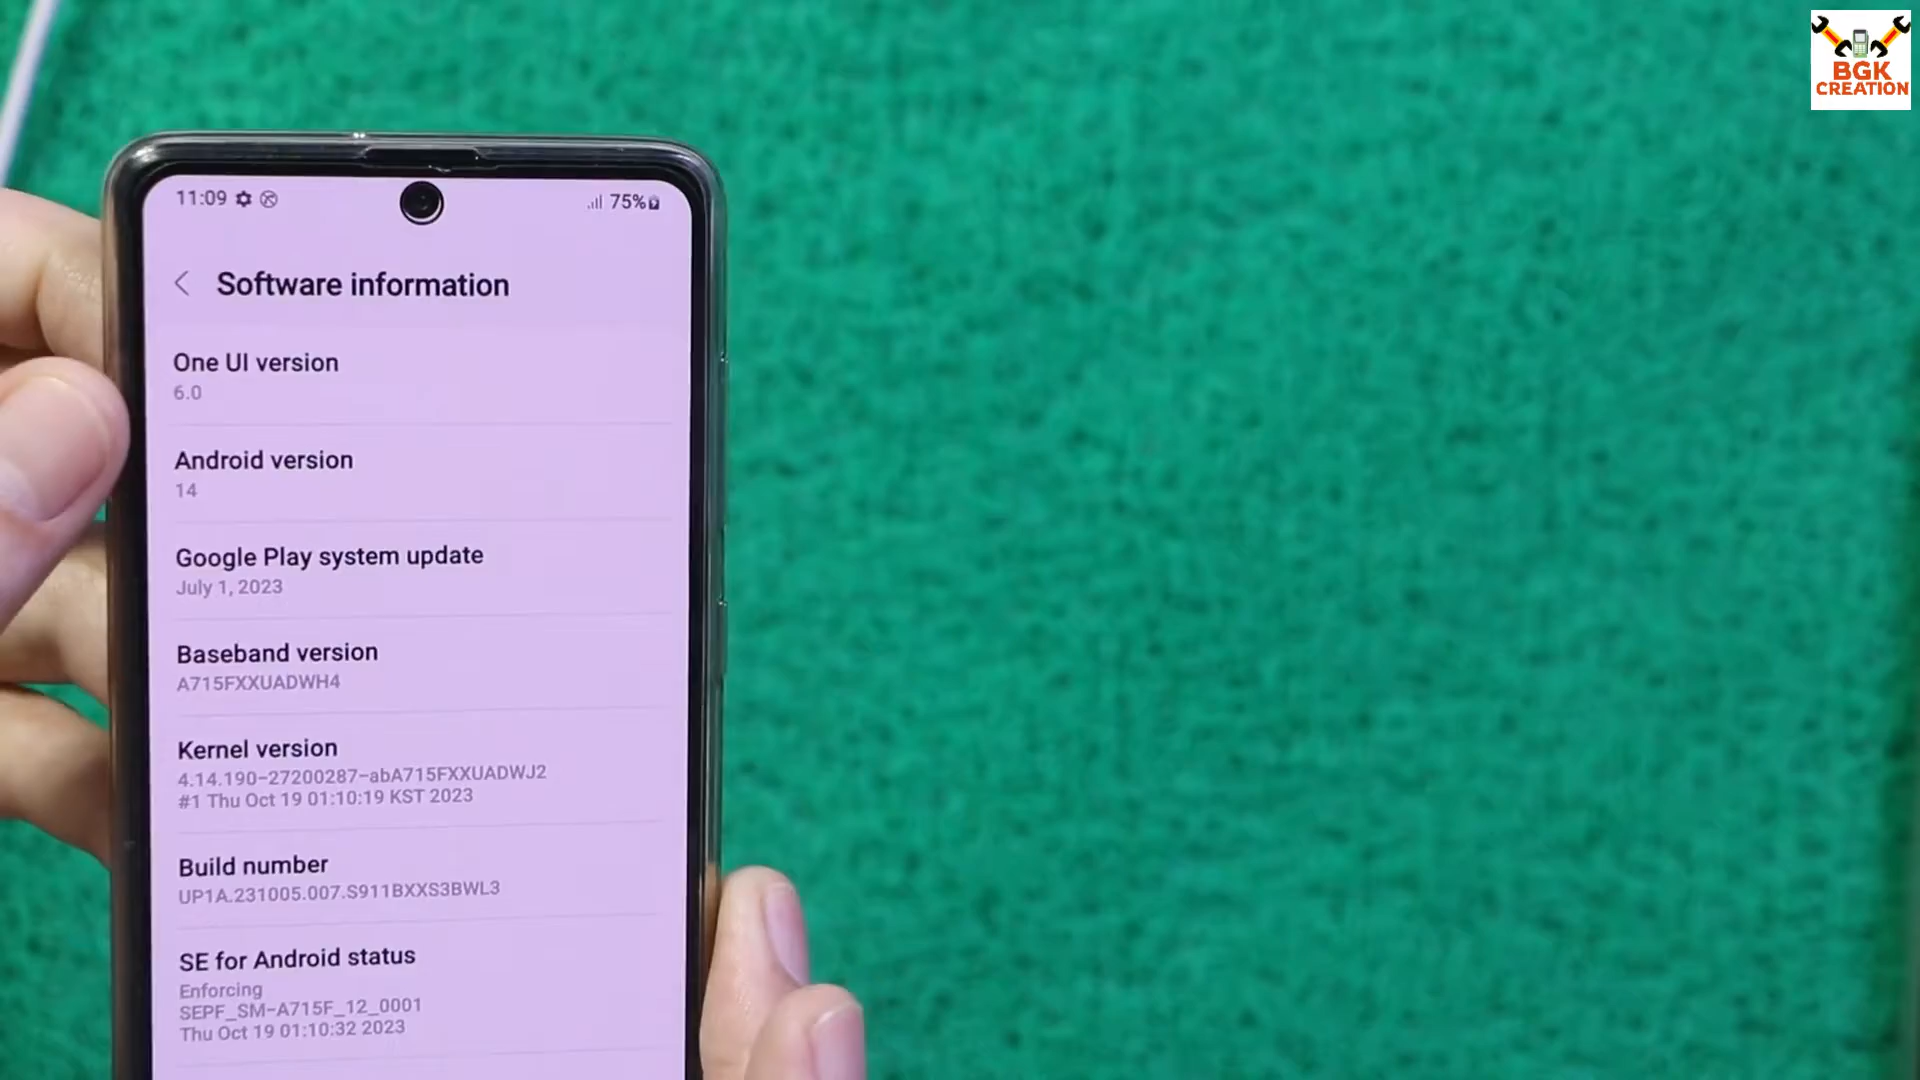 BGK
CREATION
11:09
75%
Software information
One UI version
6.0
Android version
14
Google Play system update
July 1, 2023
Baseband version
A715FXXUADWH4
Kernel version
4.14.190-27200287-abA715FXXUADWJ2
#1 Thu Oct 19 01:10:19 KST 2023
Build number
UP1A.231005.007.S911BXXS3BWL3
SE for Android status
Enforcing
SEPF_SM-A715F_12_0001
Thu Oct 19 01:10:32 2023